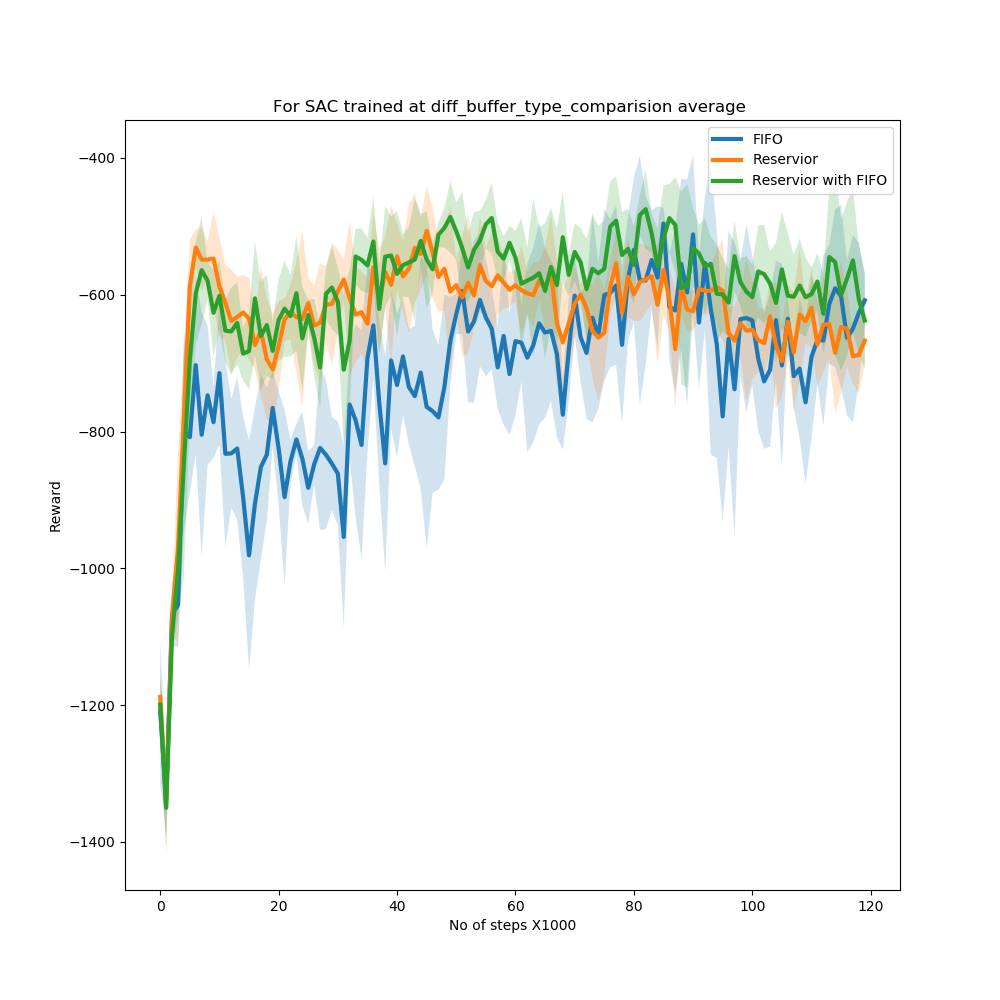 For SAC trained at diff_buffer_type_comparision average
FIFO
Reservior
Reservior with FIFO
−400
−600
−800
−1000
−1200
−1400
Reward
0 20 40 60 80 100 120
No of steps X1000